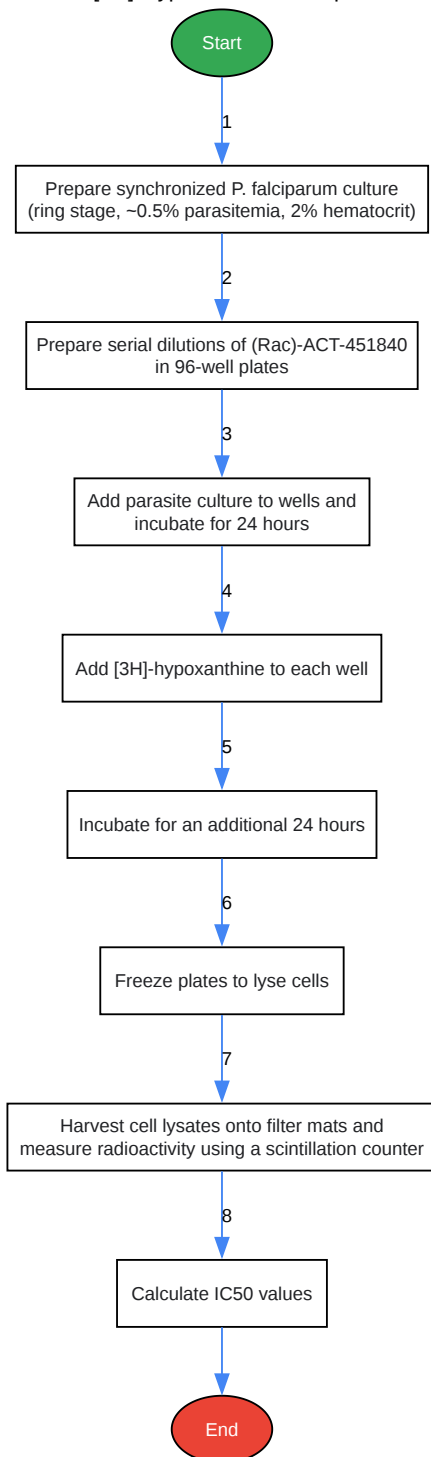 Start
1
Prepare synchronized P. falciparum culture
(ring stage, ~0.5% parasitemia, 2% hematocrit)
2
Prepare serial dilutions of (Rac)-ACT-451840
in 96-well plates
3
Add parasite culture to wells and
incubate for 24 hours
4
Add [3H]-hypoxanthine to each well
5
Incubate for an additional 24 hours
6
Freeze plates to lyse cells
7
Harvest cell lysates onto filter mats and
measure radioactivity using a scintillation counter
8
Calculate IC50 values
End